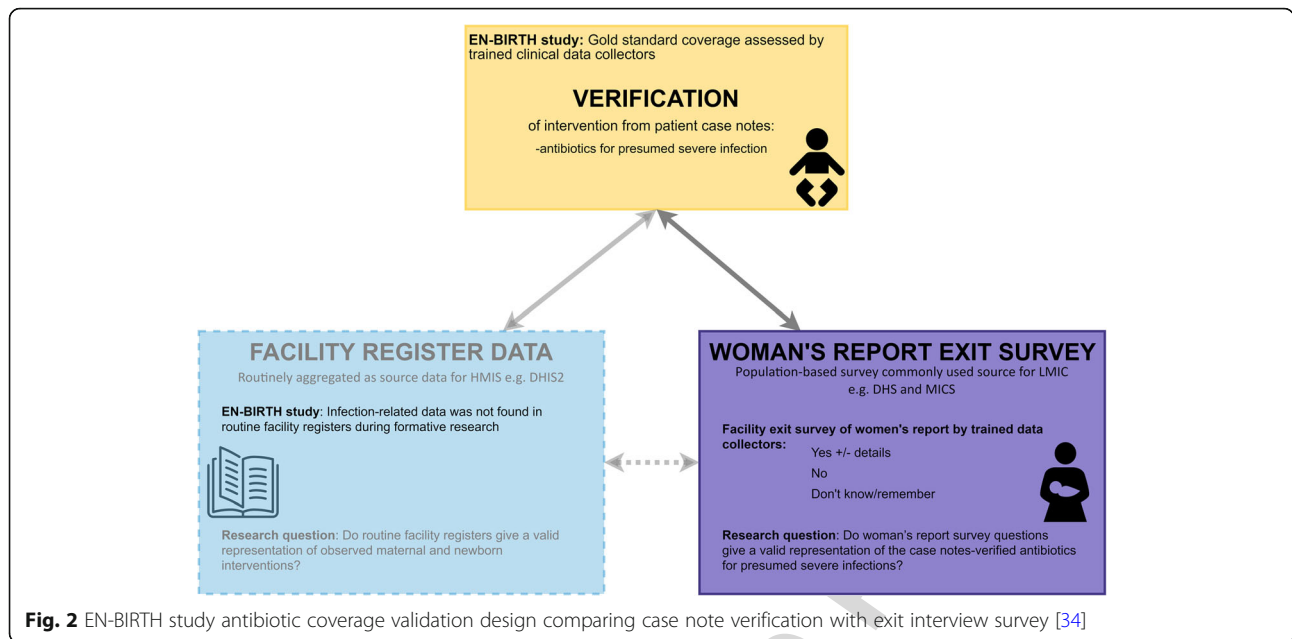 EN-BIRTH study: Gold standard coverage assessed by
trained clinical data collectors
VERIFICATION
of intervention from patient case notes:
-antibiotics for presumed severe infection
FACILITY REGISTER DATA
Routinely aggregated as source data for HMIS e.g. DHIS2
EN-BIRTH study: Infection-related data was not found in
routine facility registers during formative research
Research question: Do routine facility registers give a valid
representation of observed maternal and newborn
interventions?
WOMAN'S REPORT EXIT SURVEY
Population-based survey commonly used source for LMIC
e.g. DHS and MICS
Facility exit survey of women's report by trained data
collectors:
Yes +/- details
No
Don't know/remember
Research question: Do woman's report survey questions
give a valid representation of the case notes-verified antibiotics
for presumed severe infections?
Fig. 2 EN-BIRTH study antibiotic coverage validation design comparing case note verification with exit interview survey [34]